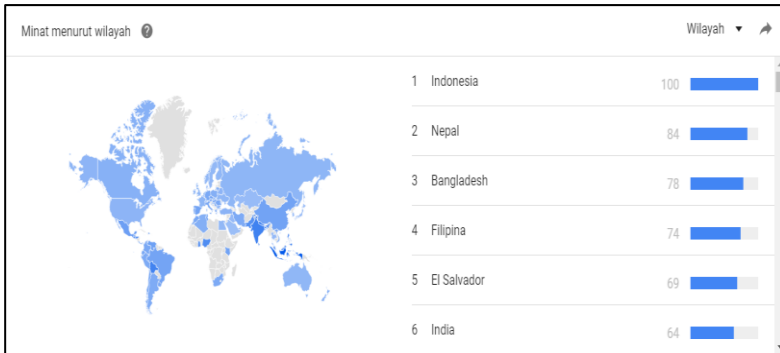 Minat menurut wilayah ?
Wilayah
1 Indonesia 100
2 Nepal 84
3 Bangladesh 78
4 Filipina 74
5 El Salvador 69
6 India 64